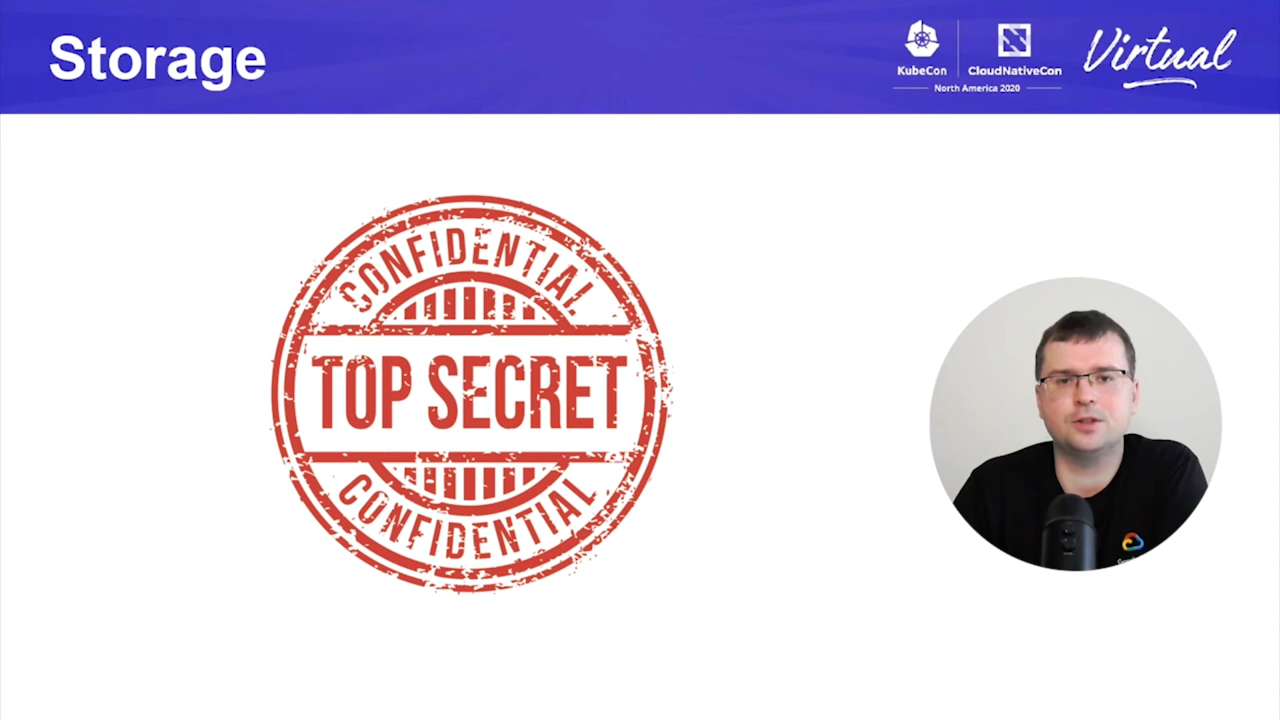 Storage
KubeCon
CloudNativeCon
North America 2020
Virtual
CONFIDENTIAL
TOP SECRET
CONFIDENTIAL